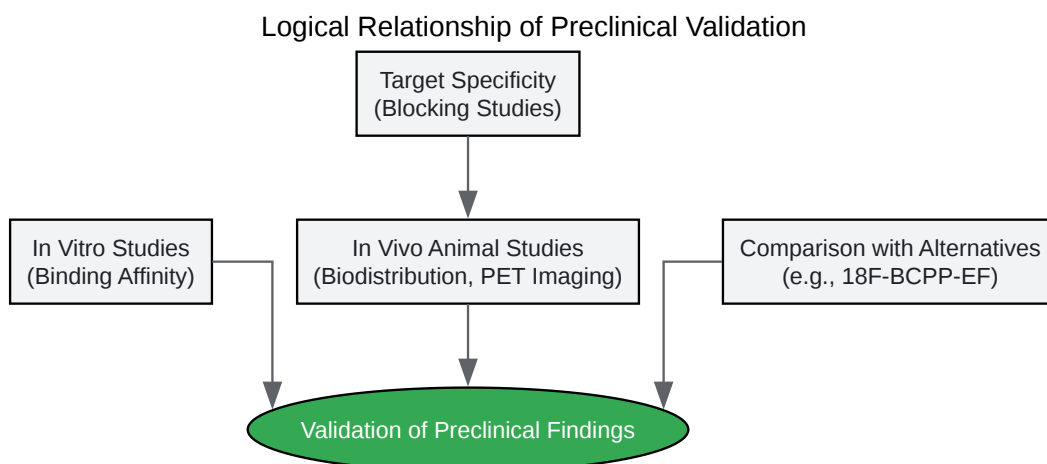 Logical Relationship of Preclinical Validation
Target Specificity
(Blocking Studies)
In Vitro Studies
(Binding Affinity)
In Vivo Animal Studies
(Biodistribution, PET Imaging)
Comparison with Alternatives
(e.g., 18F-BCPP-EF)
Validation of Preclinical Findings